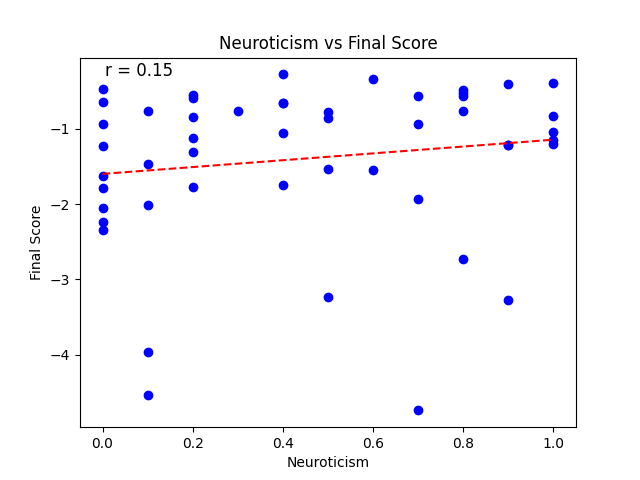 Neuroticism vs Final Score
r = 0.15
−1
−2
−3
−4
Final Score
0.0 0.2 0.4 0.6 0.8 1.0
Neuroticism